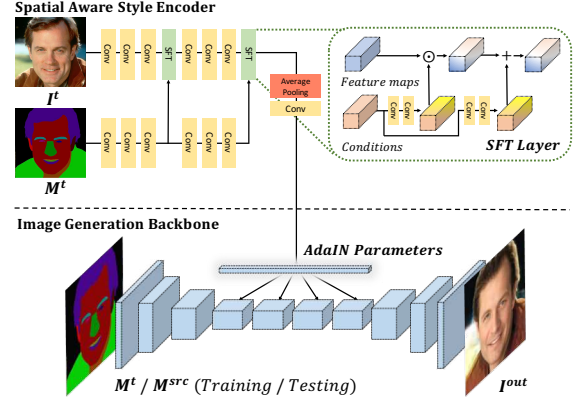 Spatial Aware Style Encoder
Conv
Conv
Conv
SFT
Conv
Conv
Conv
SFT
I^t
Average
Pooling
Conv
Conv
Conv
Conv
Conv
Conv
Conv
M^t
Feature maps
Conv
Conv
Conv
Conv
Conditions
SFT Layer
Image Generation Backbone
AdaIN Parameters
M^t / M^src (Training / Testing)
I^out